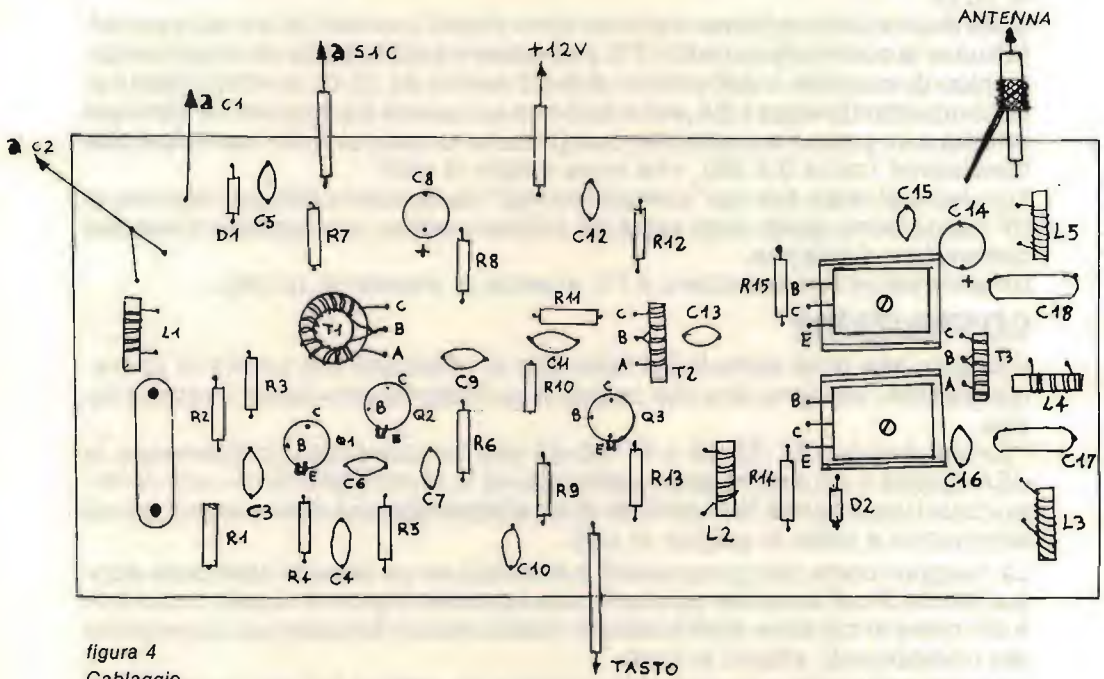 ANTENNA
a S1C
+12V
a C1
a C2
C8
C15
C14
D1
C5
R7
+
C12
R12
L5
R8
R15
B
C
E
+
C18
L1
T1
C
B
A
R11
C11
C
B
A
T2
C13
C
B
A
T3
C9
R10
L4
R2
R3
C
B
Q2
E
R6
B
C
E
Q3
B
C
E
C
B
Q1
E
C6
C7
C16
C17
R1
C3
R9
R13
L2
R14
D2
L3
R4
C4
R5
C10
TASTO
figura 4
Cablaggio